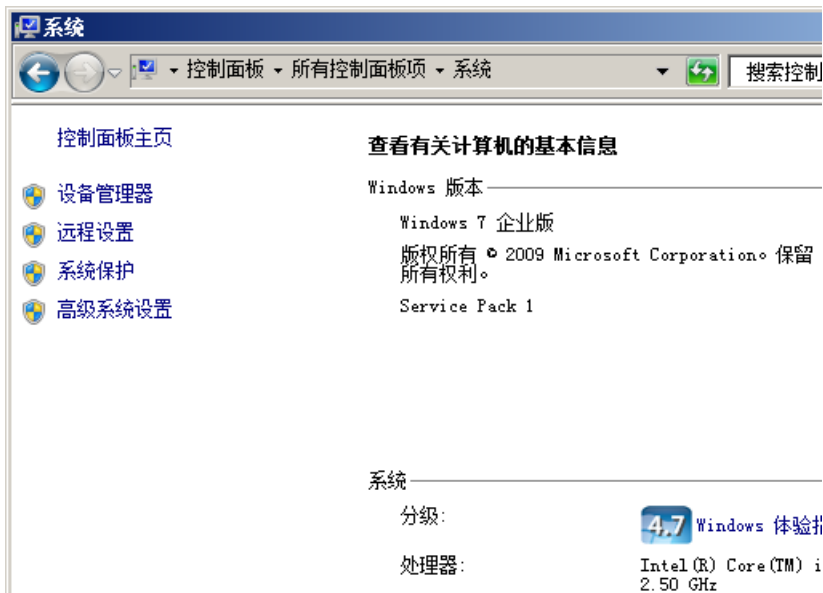 系统
控制面板 所有控制面板项 系统
搜索控制
控制面板主页
设备管理器
远程设置
系统保护
高级系统设置
查看有关计算机的基本信息
Windows 版本
Windows 7 企业版
版权所有 © 2009 Microsoft Corporation。保留
所有权利。
Service Pack 1
系统
分级:
4.7 Windows 体验指
处理器:
Intel(R) Core(TM) i
2.50 GHz